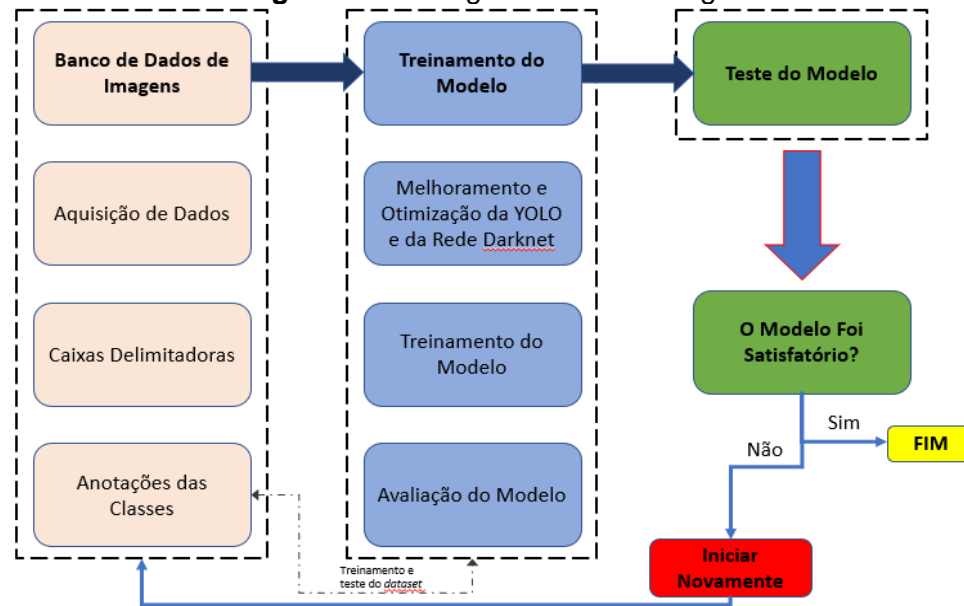 Banco de Dados de
Imagens
Aquisição de Dados
Caixas Delimitadoras
Anotações das
Classes
Treinamento do
Modelo
Melhoramento e
Otimização da YOLO
e da Rede Darknet
Treinamento do
Modelo
Avaliação do Modelo
Treinamento e
teste do dataset
Teste do Modelo
O Modelo Foi
Satisfatório?
Sim
FIM
Não
Iniciar
Novamente